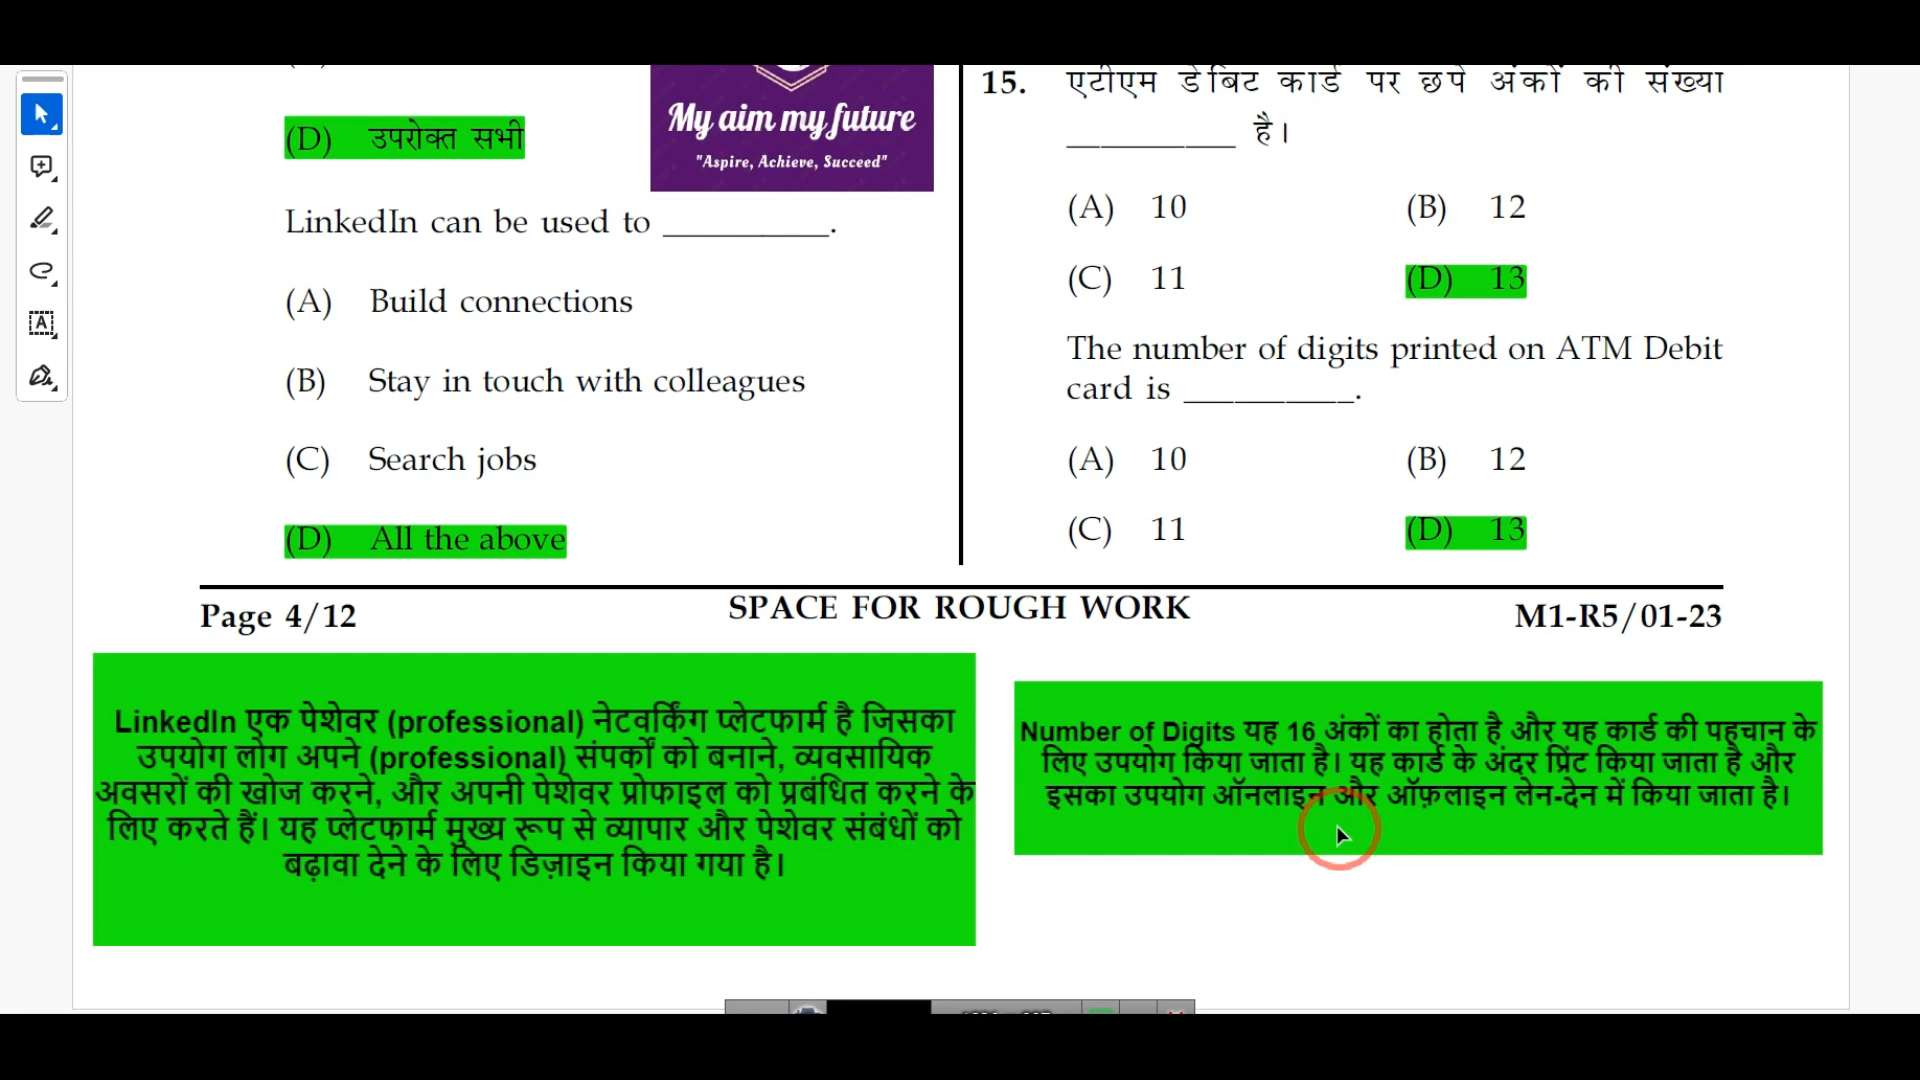 (D) उपरोक्त सभी
My aim my future
"Aspire, Achieve, Succeed"
LinkedIn can be used to __________.
(A) Build connections
(B) Stay in touch with colleagues
(C) Search jobs
(D) All the above
15. एटीएम डेबिट कार्ड पर छपे अंकों की संख्या
__________ है।
(A) 10 (B) 12
(C) 11 (D) 13
The number of digits printed on ATM Debit
card is __________.
(A) 10 (B) 12
(C) 11 (D) 13
Page 4/12 SPACE FOR ROUGH WORK M1-R5/01-23
LinkedIn एक पेशेवर (professional) नेटवर्किंग प्लेटफार्म है जिसका
उपयोग लोग अपने (professional) संपर्कों को बनाने, व्यवसायिक
अवसरों की खोज करने, और अपनी पेशेवर प्रोफाइल को प्रबंधित करने के
लिए करते हैं। यह प्लेटफार्म मुख्य रूप से व्यापार और पेशेवर संबंधों को
बढ़ावा देने के लिए डिज़ाइन किया गया है।
Number of Digits यह 16 अंकों का होता है और यह कार्ड की पहचान के
लिए उपयोग किया जाता है। यह कार्ड के अंदर प्रिंट किया जाता है और
इसका उपयोग ऑनलाइन और ऑफ़लाइन लेन-देन में किया जाता है।